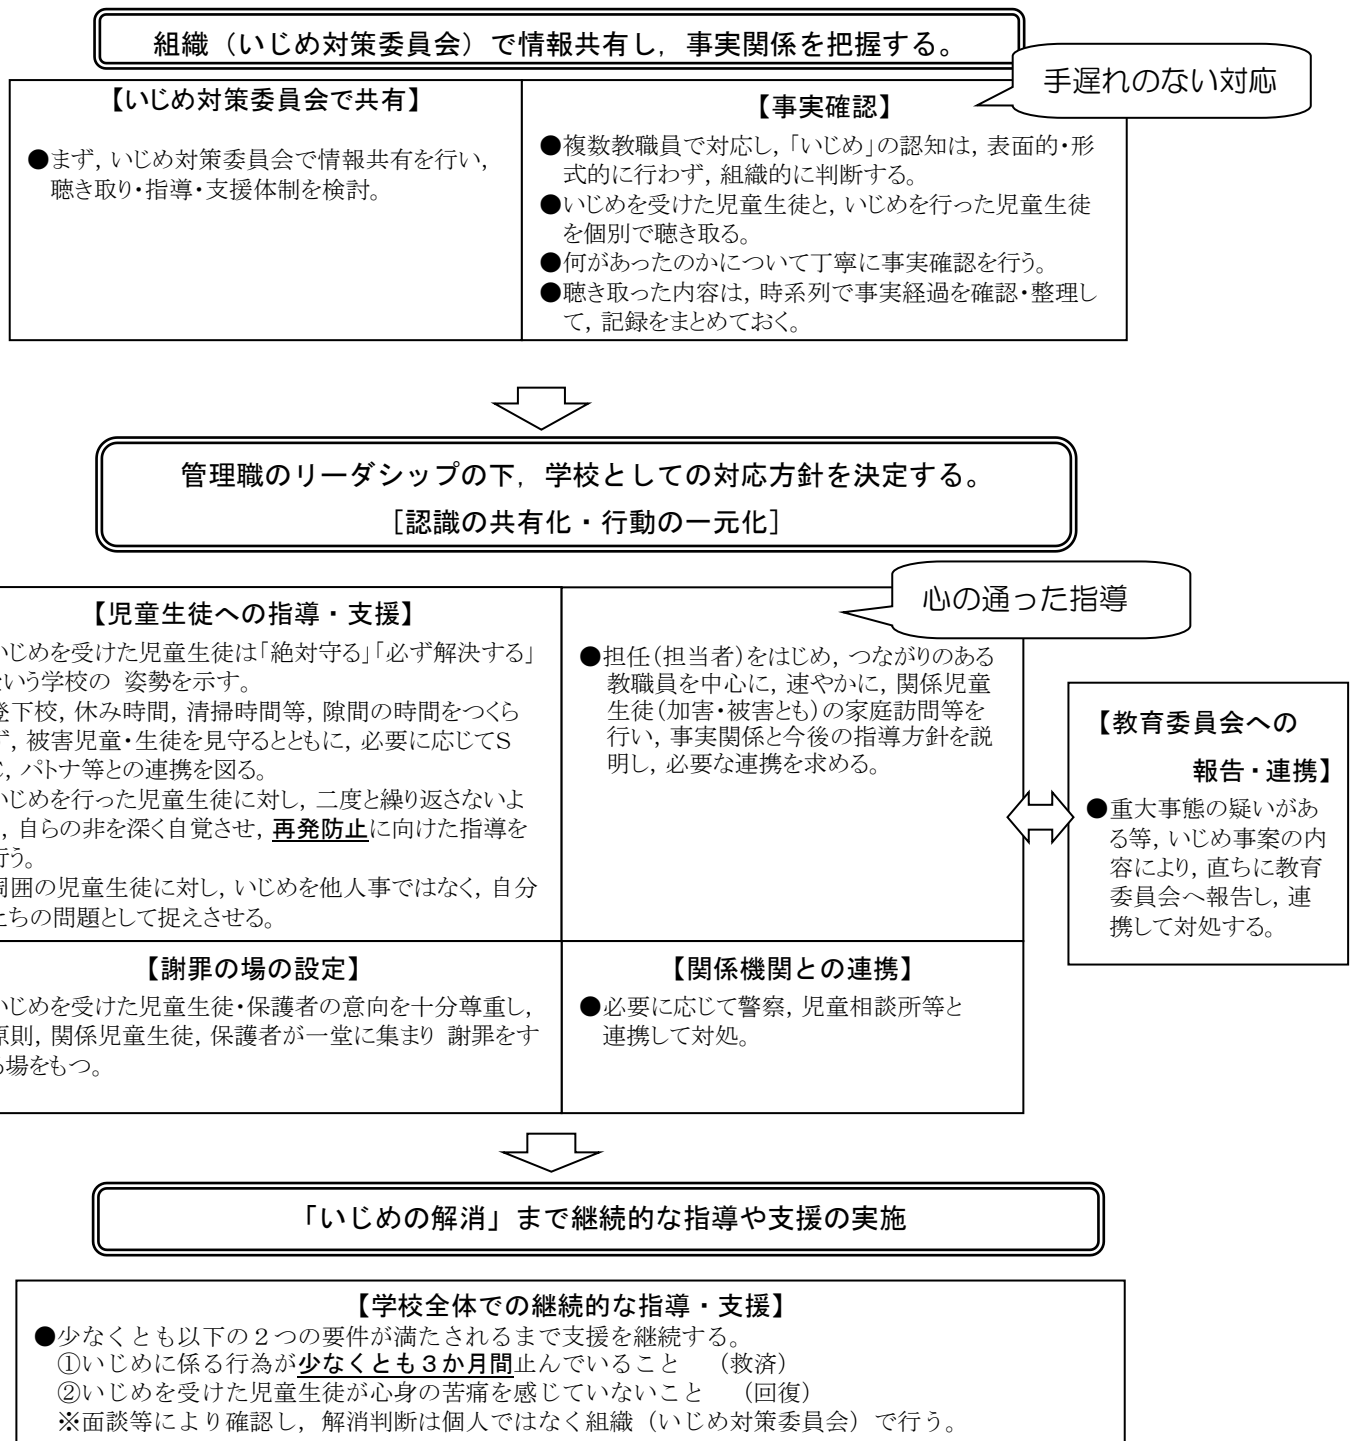 組織（いじめ対策委員会）で情報共有し，事実関係を把握する。
手遅れのない対応
【いじめ対策委員会で共有】
●まず，いじめ対策委員会で情報共有を行い，
聴き取り・指導・支援体制を検討。
【事実確認】
●複数教職員で対応し，「いじめ」の認知は，表面的・形
式的に行わず，組織的に判断する。
●いじめを受けた児童生徒と，いじめを行った児童生徒
を個別で聴き取る。
●何があったのかについて丁寧に事実確認を行う。
●聴き取った内容は，時系列で事実経過を確認・整理し
て，記録をまとめておく。
管理職のリーダシップの下，学校としての対応方針を決定する。
［認識の共有化・行動の一元化］
心の通った指導
【児童生徒への指導・支援】
いじめを受けた児童生徒は「絶対守る」「必ず解決する」
という学校の 姿勢を示す。
登下校，休み時間，清掃時間等，隙間の時間をつくら
ず，被害児童・生徒を見守るとともに，必要に応じてＳ
Ｃ，パトナ等との連携を図る。
いじめを行った児童生徒に対し，二度と繰り返さないよ
，自らの非を深く自覚させ，再発防止に向けた指導を
行う。
周囲の児童生徒に対し，いじめを他人事ではなく，自分
たちの問題として捉えさせる。
●担任（担当者）をはじめ，つながりのある
教職員を中心に，速やかに，関係児童
生徒（加害・被害とも）の家庭訪問等を
行い，事実関係と今後の指導方針を説
明し，必要な連携を求める。
【教育委員会への
報告・連携】
●重大事態の疑いがあ
る等，いじめ事案の内
容により，直ちに教育
委員会へ報告し，連
携して対処する。
【謝罪の場の設定】
いじめを受けた児童生徒・保護者の意向を十分尊重し，
原則，関係児童生徒，保護者が一堂に集まり 謝罪をす
る場をもつ。
【関係機関との連携】
●必要に応じて警察，児童相談所等と
連携して対処。
「いじめの解消」まで継続的な指導や支援の実施
【学校全体での継続的な指導・支援】
●少なくとも以下の２つの要件が満たされるまで支援を継続する。
①いじめに係る行為が少なくとも３か月間止んでいること　（救済）
②いじめを受けた児童生徒が心身の苦痛を感じていないこと　（回復）
※面談等により確認し，解消判断は個人ではなく組織（いじめ対策委員会）で行う。